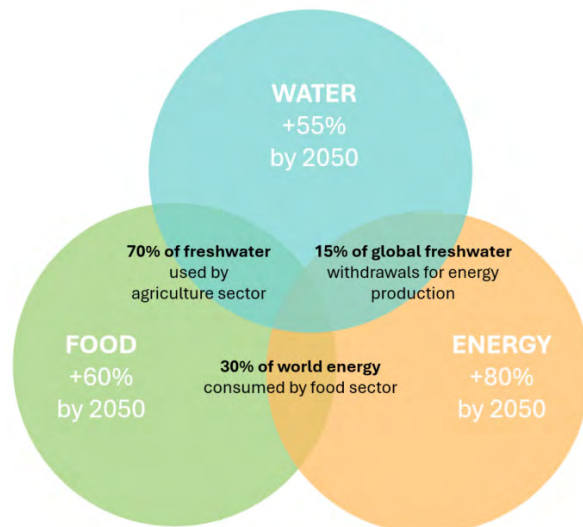 WATER
+55%
by 2050
70% of freshwater
used by
agriculture sector
15% of global freshwater
withdrawals for energy
production
FOOD
+60%
by 2050
30% of world energy
consumed by food sector
ENERGY
+80%
by 2050